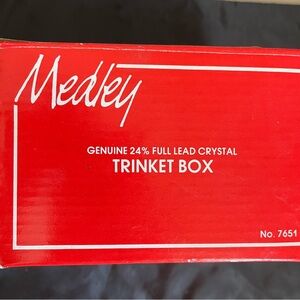 Medley
GENUINE 24% FULL LEAD CRYSTAL
TRINKET BOX
No. 7651